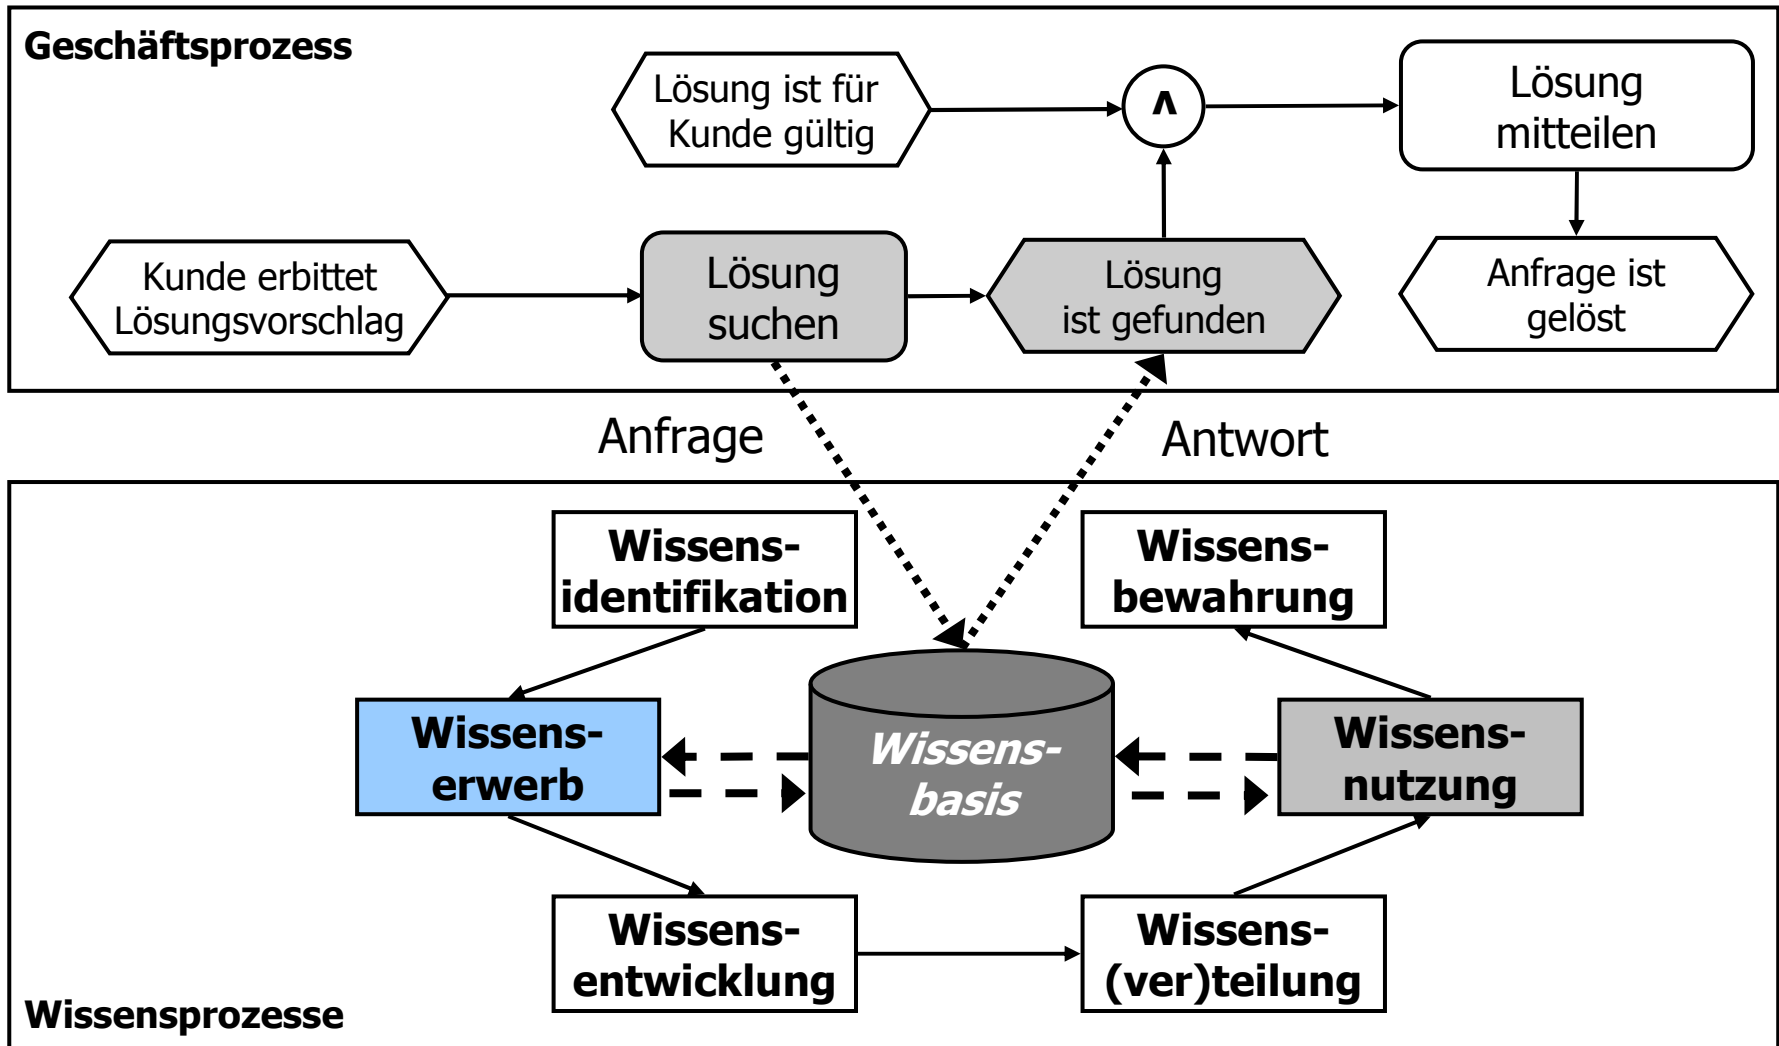 Geschäftsprozess
Lösung ist für
Kunde gültig
∧
Lösung
mitteilen
Kunde erbittet
Lösungsvorschlag
Lösung
suchen
Lösung
ist gefunden
Anfrage ist
gelöst
Anfrage
Antwort
Wissens-
identifikation
Wissens-
bewahrung
Wissens-
erwerb
Wissens-
basis
Wissens-
nutzung
Wissens-
entwicklung
Wissens-
(ver)teilung
Wissensprozesse